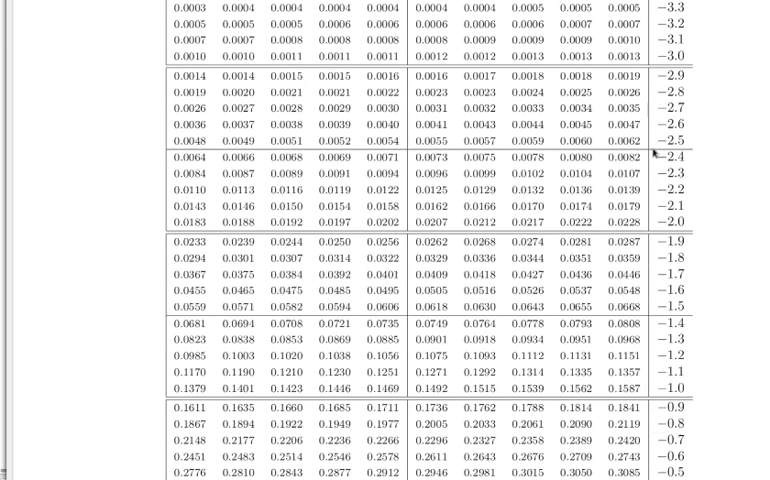 0.0003 0.0004 0.0004 0.0004 0.0004 0.0004 0.0004 0.0005 0.0005 0.0005 −3.3
0.0005 0.0005 0.0005 0.0006 0.0006 0.0006 0.0006 0.0006 0.0007 0.0007 −3.2
0.0007 0.0007 0.0008 0.0008 0.0008 0.0008 0.0009 0.0009 0.0009 0.0010 −3.1
0.0010 0.0010 0.0011 0.0011 0.0011 0.0012 0.0012 0.0013 0.0013 0.0013 −3.0
0.0014 0.0014 0.0015 0.0015 0.0016 0.0016 0.0017 0.0018 0.0018 0.0019 −2.9
0.0019 0.0020 0.0021 0.0021 0.0022 0.0023 0.0023 0.0024 0.0025 0.0026 −2.8
0.0026 0.0027 0.0028 0.0029 0.0030 0.0031 0.0032 0.0033 0.0034 0.0035 −2.7
0.0036 0.0037 0.0038 0.0039 0.0040 0.0041 0.0043 0.0044 0.0045 0.0047 −2.6
0.0048 0.0049 0.0051 0.0052 0.0054 0.0055 0.0057 0.0059 0.0060 0.0062 −2.5
0.0064 0.0066 0.0068 0.0069 0.0071 0.0073 0.0075 0.0078 0.0080 0.0082 −2.4
0.0084 0.0087 0.0089 0.0091 0.0094 0.0096 0.0099 0.0102 0.0104 0.0107 −2.3
0.0110 0.0113 0.0116 0.0119 0.0122 0.0125 0.0129 0.0132 0.0136 0.0139 −2.2
0.0143 0.0146 0.0150 0.0154 0.0158 0.0162 0.0166 0.0170 0.0174 0.0179 −2.1
0.0183 0.0188 0.0192 0.0197 0.0202 0.0207 0.0212 0.0217 0.0222 0.0228 −2.0
0.0233 0.0239 0.0244 0.0250 0.0256 0.0262 0.0268 0.0274 0.0281 0.0287 −1.9
0.0294 0.0301 0.0307 0.0314 0.0322 0.0329 0.0336 0.0344 0.0351 0.0359 −1.8
0.0367 0.0375 0.0384 0.0392 0.0401 0.0409 0.0418 0.0427 0.0436 0.0446 −1.7
0.0455 0.0465 0.0475 0.0485 0.0495 0.0505 0.0516 0.0526 0.0537 0.0548 −1.6
0.0559 0.0571 0.0582 0.0594 0.0606 0.0618 0.0630 0.0643 0.0655 0.0668 −1.5
0.0681 0.0694 0.0708 0.0721 0.0735 0.0749 0.0764 0.0778 0.0793 0.0808 −1.4
0.0823 0.0838 0.0853 0.0869 0.0885 0.0901 0.0918 0.0934 0.0951 0.0968 −1.3
0.0985 0.1003 0.1020 0.1038 0.1056 0.1075 0.1093 0.1112 0.1131 0.1151 −1.2
0.1170 0.1190 0.1210 0.1230 0.1251 0.1271 0.1292 0.1314 0.1335 0.1357 −1.1
0.1379 0.1401 0.1423 0.1446 0.1469 0.1492 0.1515 0.1539 0.1562 0.1587 −1.0
0.1611 0.1635 0.1660 0.1685 0.1711 0.1736 0.1762 0.1788 0.1814 0.1841 −0.9
0.1867 0.1894 0.1922 0.1949 0.1977 0.2005 0.2033 0.2061 0.2090 0.2119 −0.8
0.2148 0.2177 0.2206 0.2236 0.2266 0.2296 0.2327 0.2358 0.2389 0.2420 −0.7
0.2451 0.2483 0.2514 0.2546 0.2578 0.2611 0.2643 0.2676 0.2709 0.2743 −0.6
0.2776 0.2810 0.2843 0.2877 0.2912 0.2946 0.2981 0.3015 0.3050 0.3085 −0.5